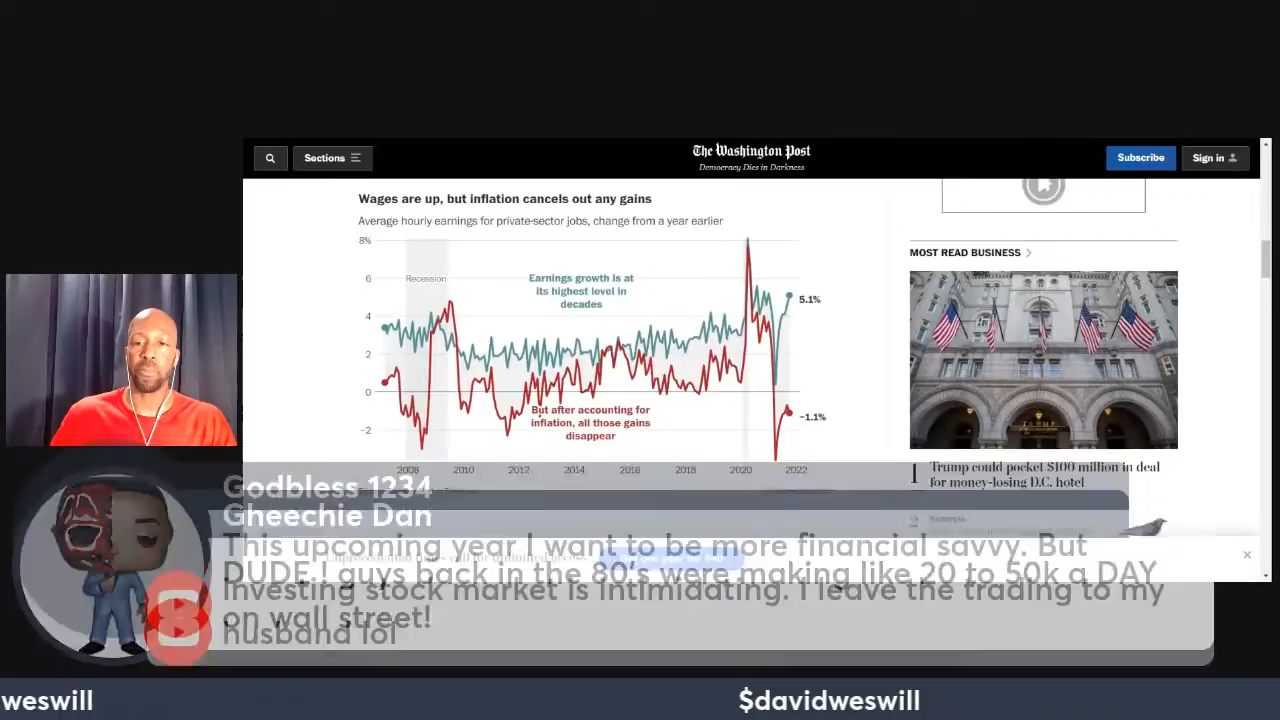 Sections
The Washington Post
Democracy Dies in Darkness
Subscribe
Sign in
Wages are up, but inflation cancels out any gains
Average hourly earnings for private-sector jobs, change from a year earlier
8%
6
4
2
0
-2
Recession
Earnings growth is at
its highest level in
decades
5.1%
But after accounting for
inflation, all those gains
disappear
-1.1%
2008 2010 2012 2014 2016 2018 2020 2022
MOST READ BUSINESS
TRUMP
1 Trump could pocket $100 million in deal
for money-losing D.C. hotel
Godbless 1234
This upcoming year I want to be more financial savvy. But
investing stock market is intimidating. I leave the trading to my
husband lol
Gheechie Dan
DUDE I guys back in the 80's were making like 20 to 50k a DAY
on wall street!
weswill
$davidweswill